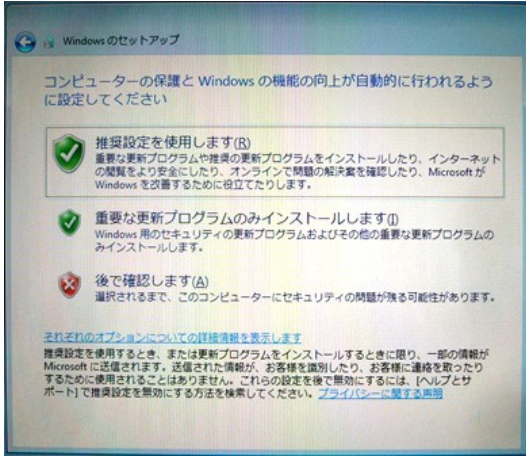 Windows のセットアップ
コンピューターの保護と Windows の機能の向上が自動的に行われるよう
に設定してください
推奨設定を使用します(R)
重要な更新プログラムや推奨の更新プログラムをインストールしたり、インターネット
の閲覧をより安全にしたり、オンラインで問題の解決策を確認したり、Microsoft が
Windows を改善するために役立てたりします。
重要な更新プログラムのみインストールします(I)
Windows 用のセキュリティの更新プログラムおよびその他の重要な更新プログラムの
みインストールします。
後で確認します(A)
選択されるまで、このコンピューターにセキュリティの問題が残る可能性があります。
それぞれのオプションについての詳細情報を表示します
推奨設定を使用するとき、または更新プログラムをインストールするときに限り、一部の情報が
Microsoft に送信されます。送信された情報が、お客様を識別したり、お客様に連絡を取ったり
するために使用されることはありません。これらの設定を後で無効にするには、[ヘルプとサ
ポート] で推奨設定を無効にする方法を検索してください。プライバシーに関する声明